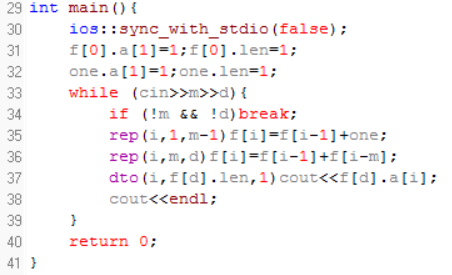 29 int main(){
30     ios::sync_with_stdio(false);
31     f[0].a[1]=1;f[0].len=1;
32     one.a[1]=1;one.len=1;
33     while (cin>>m>>d){
34         if (!m && !d)break;
35         rep(i,1,m-1)f[i]=f[i-1]+one;
36         rep(i,m,d)f[i]=f[i-1]+f[i-m];
37         dto(i,f[d].len,1)cout<<f[d].a[i];
38         cout<<endl;
39     }
40     return 0;
41 }